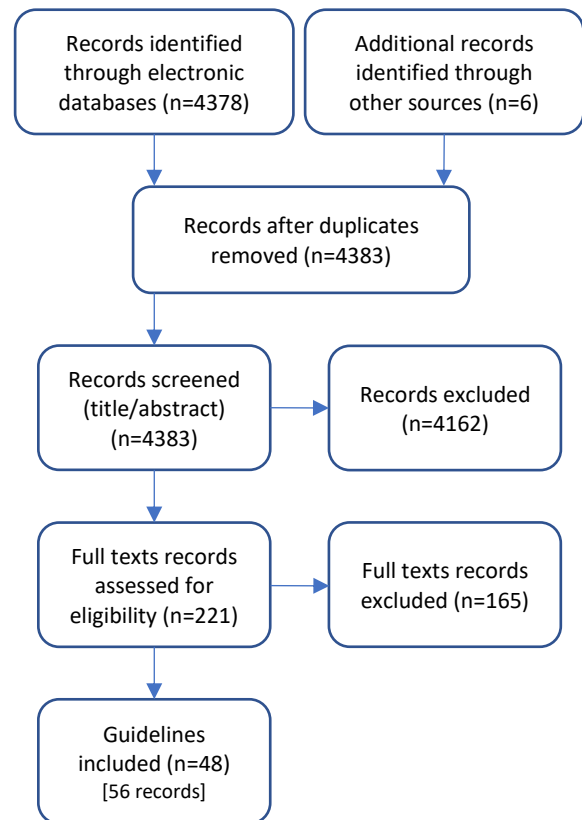 Records identified
through electronic
databases (n=4378)
Additional records
identified through
other sources (n=6)
Records after duplicates
removed (n=4383)
Records screened
(title/abstract)
(n=4383)
Records excluded
(n=4162)
Full texts records
assessed for
eligibility (n=221)
Full texts records
excluded (n=165)
Guidelines
included (n=48)
[56 records]